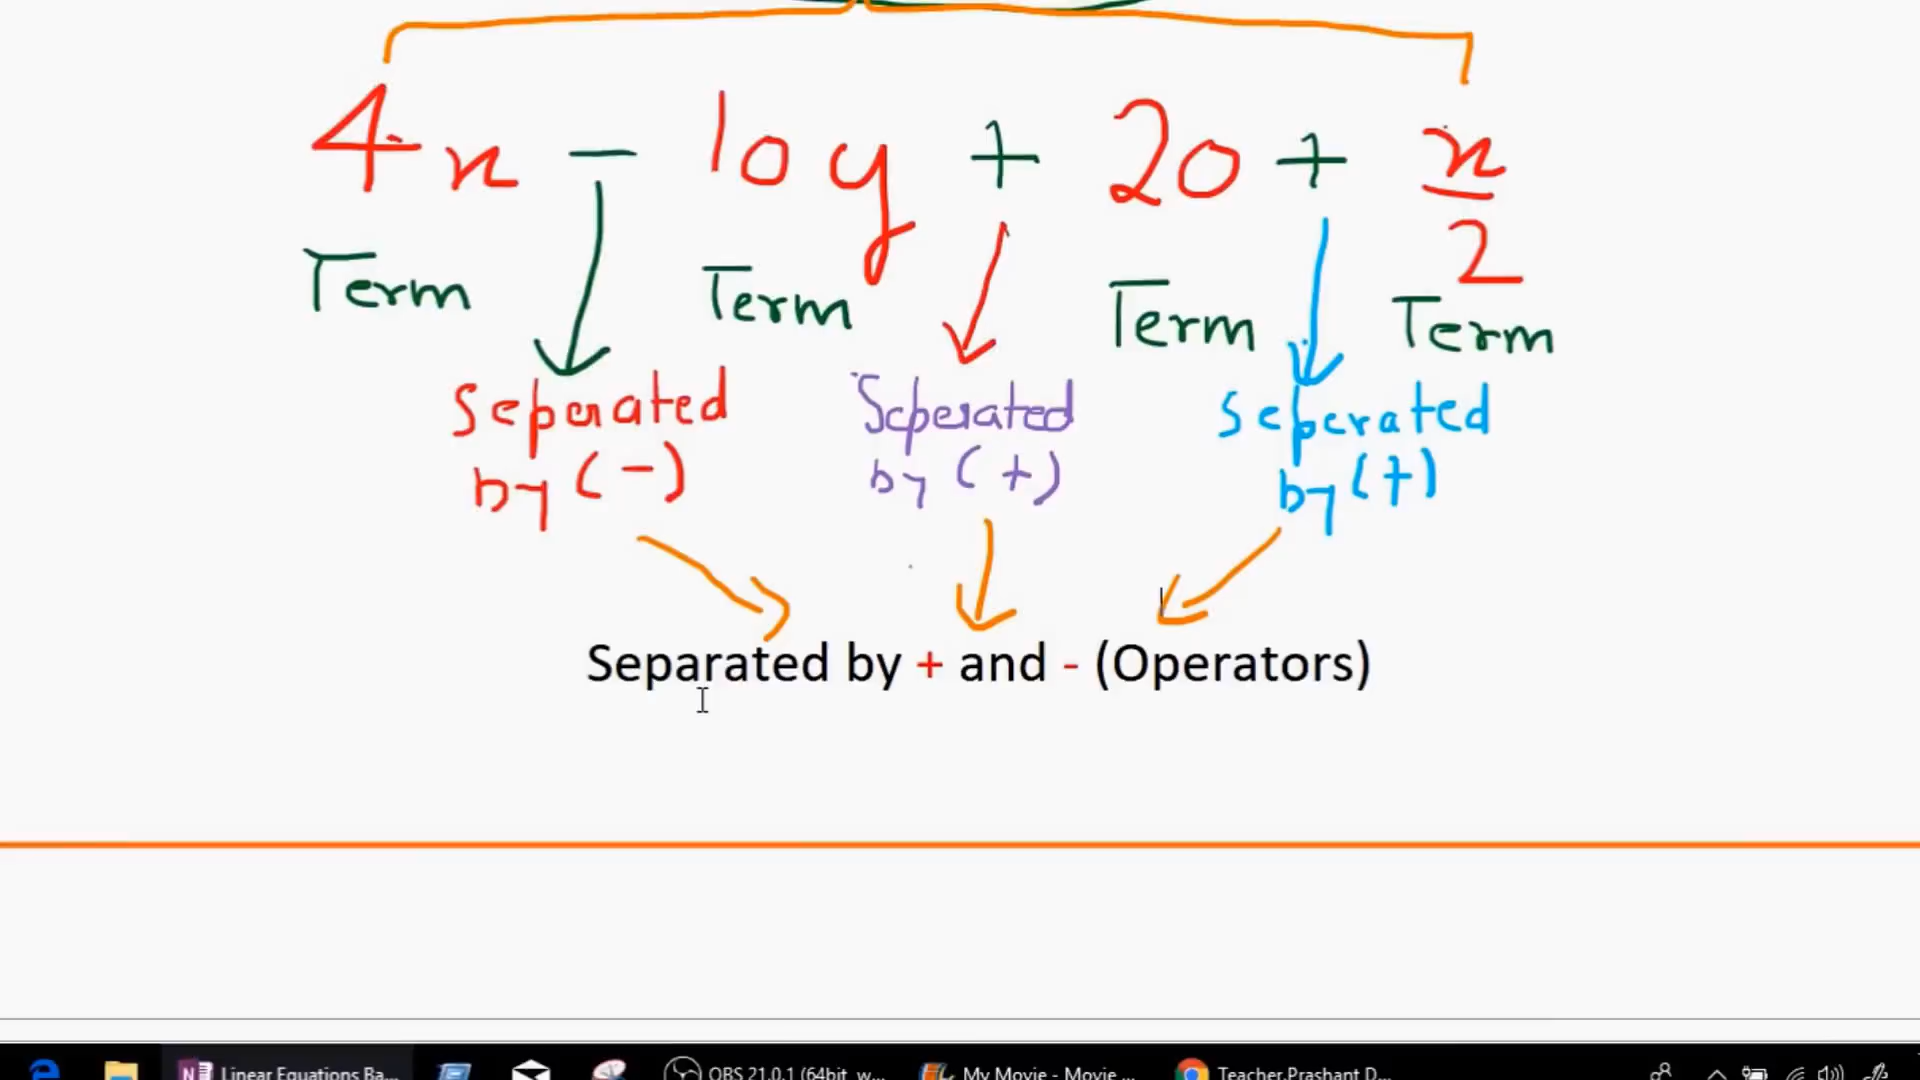 4x - 10y + 20 + x/2
Term Term Term Term
Seperated by (-)
Seperated by (+)
Seperated by (+)
Separated by + and - (Operators)
Linear Equations Ba...
OBS 21.0.1 (64bit, w...
My Movie - Movie ...
Teacher.Prashant D...